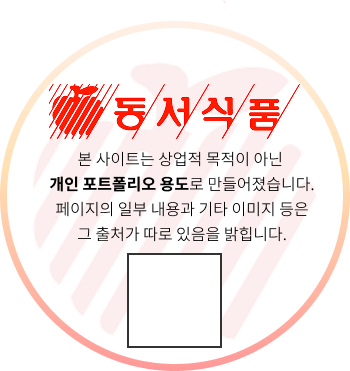 동서식품
본 사이트는 상업적 목적이 아닌
개인 포트폴리오 용도로 만들어졌습니다.
페이지의 일부 내용과 기타 이미지 등은
그 출처가 따로 있음을 밝힙니다.